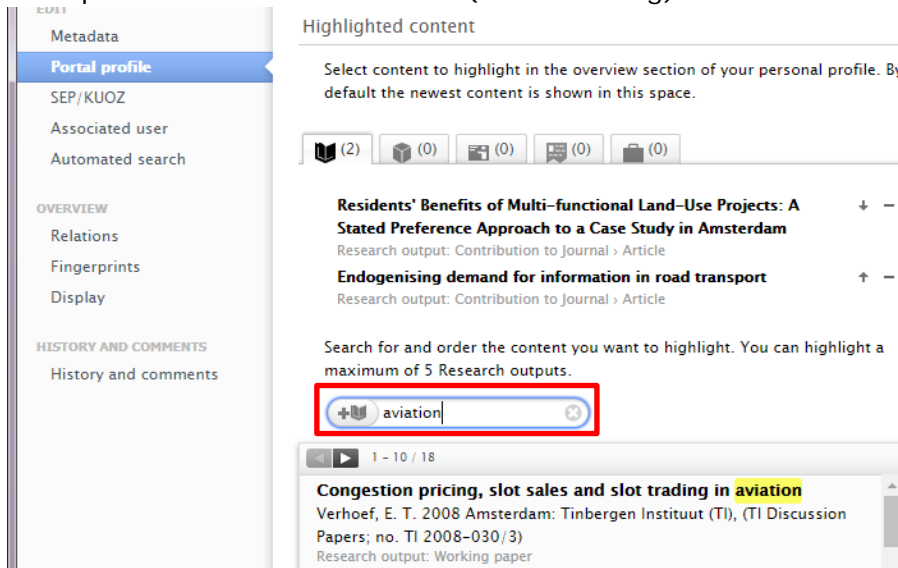 EDIT
Metadata
Portal profile
SEP/KUOZ
Associated user
Automated search
OVERVIEW
Relations
Fingerprints
Display
HISTORY AND COMMENTS
History and comments
Highlighted content
Select content to highlight in the overview section of your personal profile. By
default the newest content is shown in this space.
(2) (0) (0) (0) (0)
Residents' Benefits of Multi-functional Land-Use Projects: A
Stated Preference Approach to a Case Study in Amsterdam
Research output: Contribution to Journal › Article
Endogenising demand for information in road transport
Research output: Contribution to Journal › Article
Search for and order the content you want to highlight. You can highlight a
maximum of 5 Research outputs.
aviation
1 - 10 / 18
Congestion pricing, slot sales and slot trading in aviation
Verhoef, E. T. 2008 Amsterdam: Tinbergen Instituut (TI), (TI Discussion
Papers; no. TI 2008-030/3)
Research output: Working paper